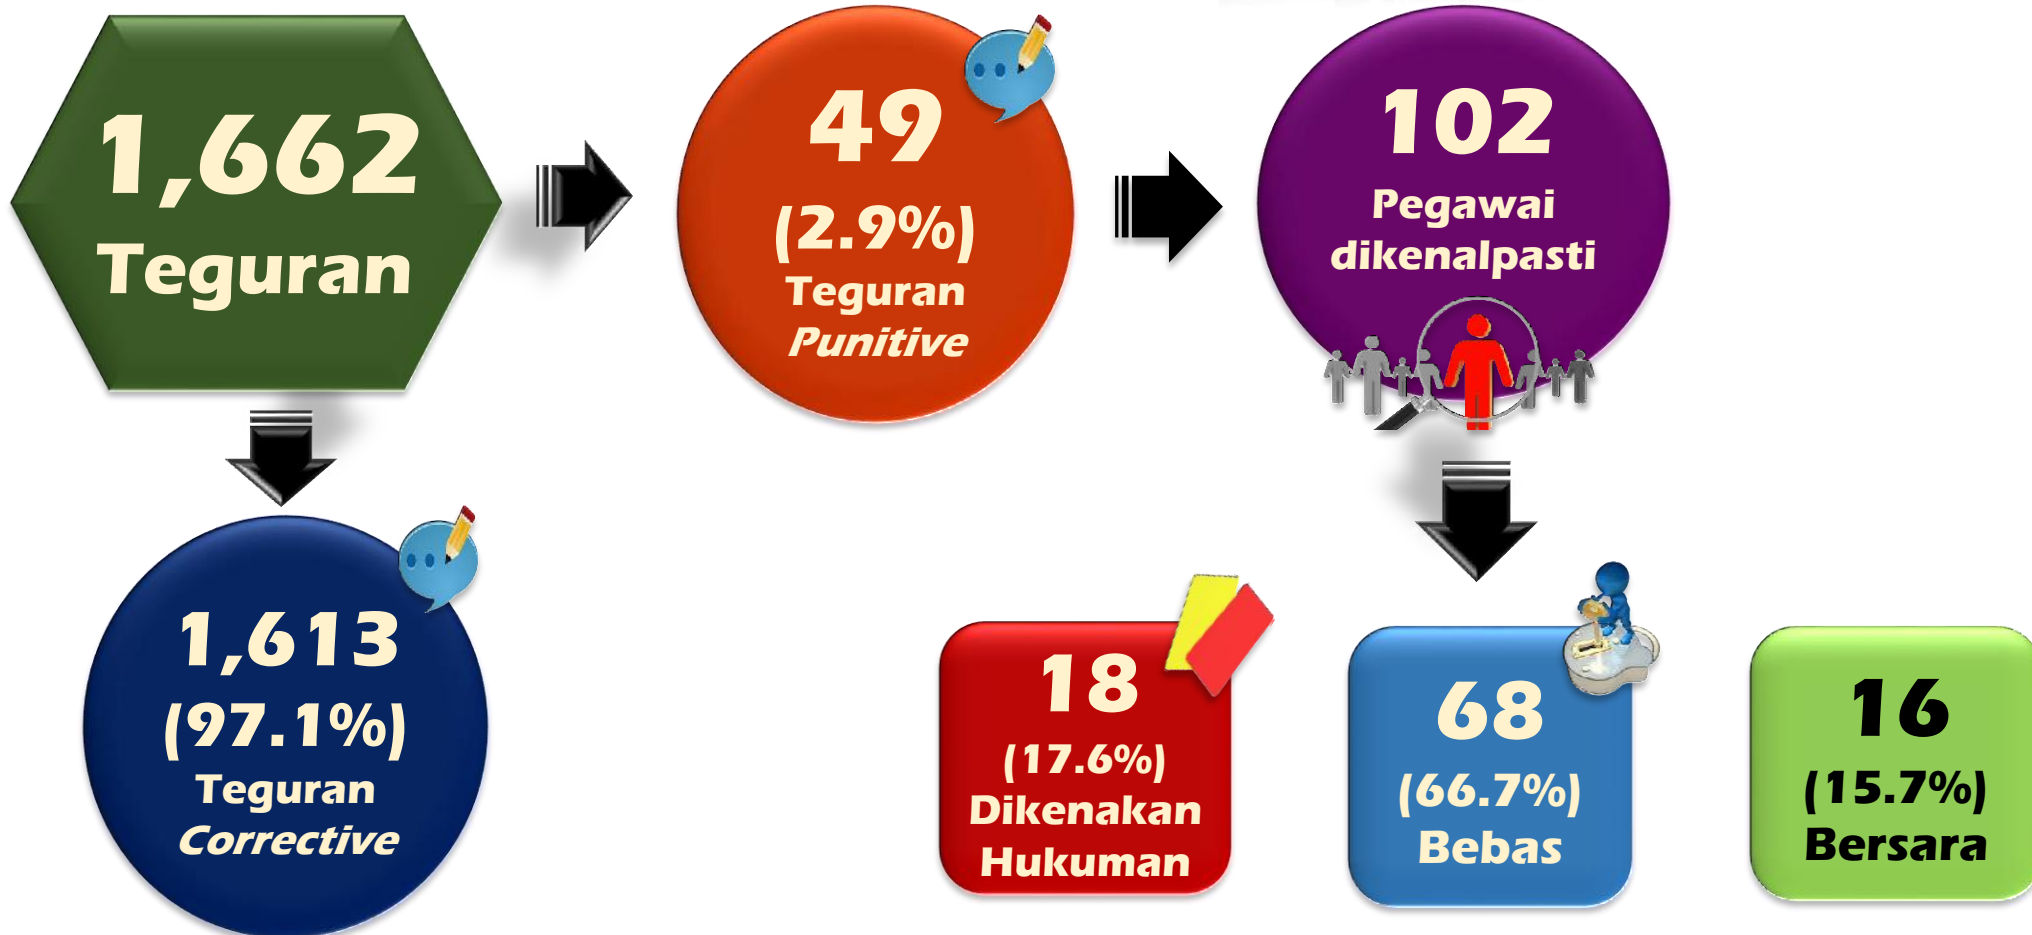 1,662
Teguran
49
(2.9%)
Teguran
Punitive
102
Pegawai
dikenalpasti
1,613
(97.1%)
Teguran
Corrective
18
(17.6%)
Dikenakan
Hukuman
68
(66.7%)
Bebas
16
(15.7%)
Bersara